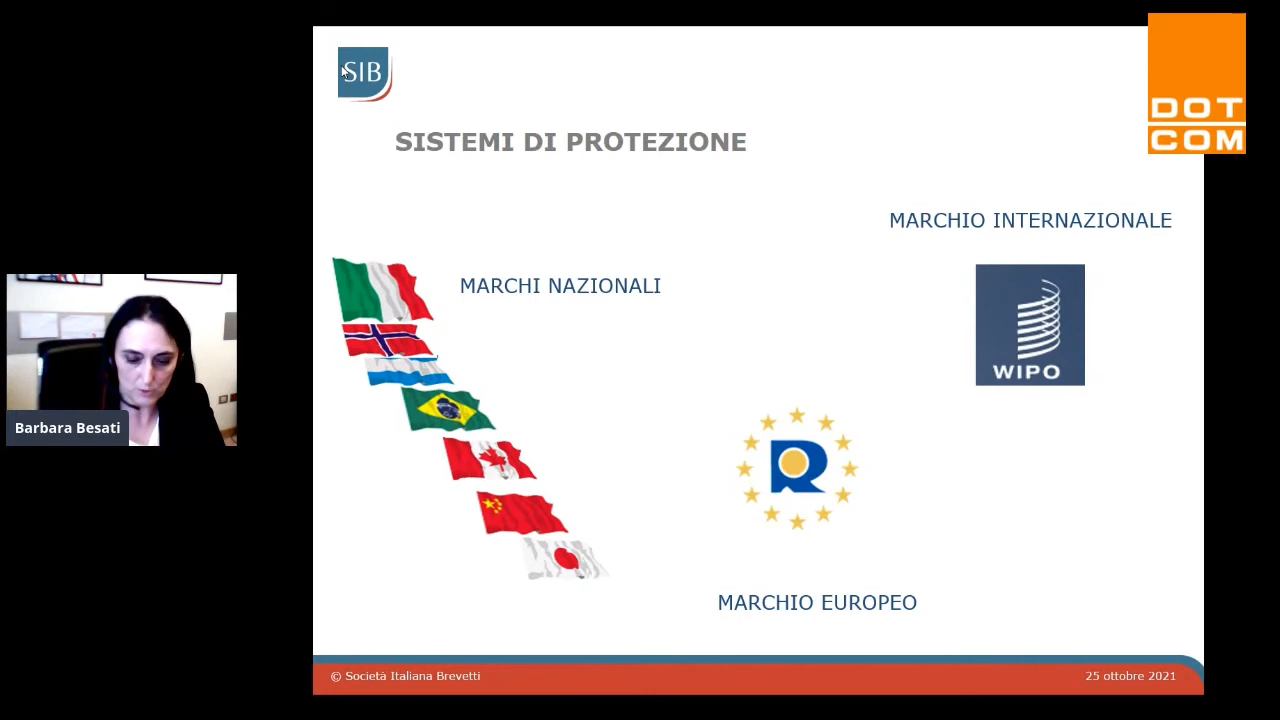 SIB
DOT
COM
SISTEMI DI PROTEZIONE
MARCHIO INTERNAZIONALE
MARCHI NAZIONALI
WIPO
Barbara Besati
R
MARCHIO EUROPEO
© Società Italiana Brevetti
25 ottobre 2021